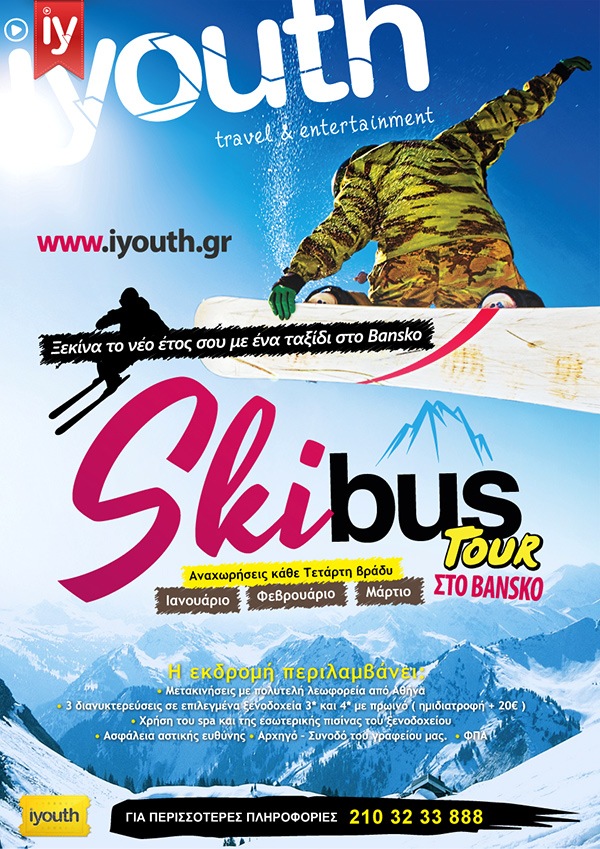 iy
iyouth
travel & entertainment
www.iyouth.gr
Ξεκίνα το νέο έτος σου με ένα ταξίδι στο Bansko
Skibus
TOUR
ΣΤΟ BANSKO
Αναχωρήσεις κάθε Τετάρτη βράδυ
Ιανουάριο Φεβρουάριο Μάρτιο
Η εκδρομή περιλαμβάνει:
• Μετακινήσεις με πολυτελή λεωφορεία από Αθήνα
• 3 διανυκτερεύσεις σε επιλεγμένα ξενοδοχεία 3* και 4* με πρωινό ( ημιδιατροφή + 20€ )
• Χρήση του spa και της εσωτερικής πισίνας του ξενοδοχείου
• Ασφάλεια αστικής ευθύνης • Αρχηγό - Συνοδό του γραφείου μας. • ΦΠΑ
iyouth
ΓΙΑ ΠΕΡΙΣΣΟΤΕΡΕΣ ΠΛΗΡΟΦΟΡΙΕΣ 210 32 33 888